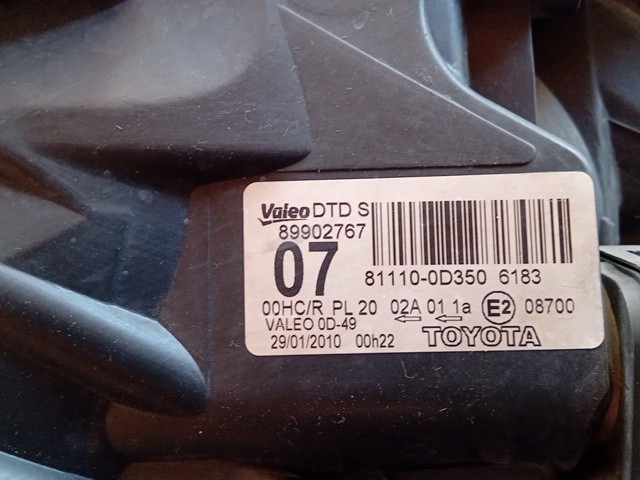 Valeo DTD S
89902767
07
81110-0D350 6183
00HC/R PL 20 02A 01 1a E2 08700
VALEO 0D-49 TOYOTA
29/01/2010 00h22